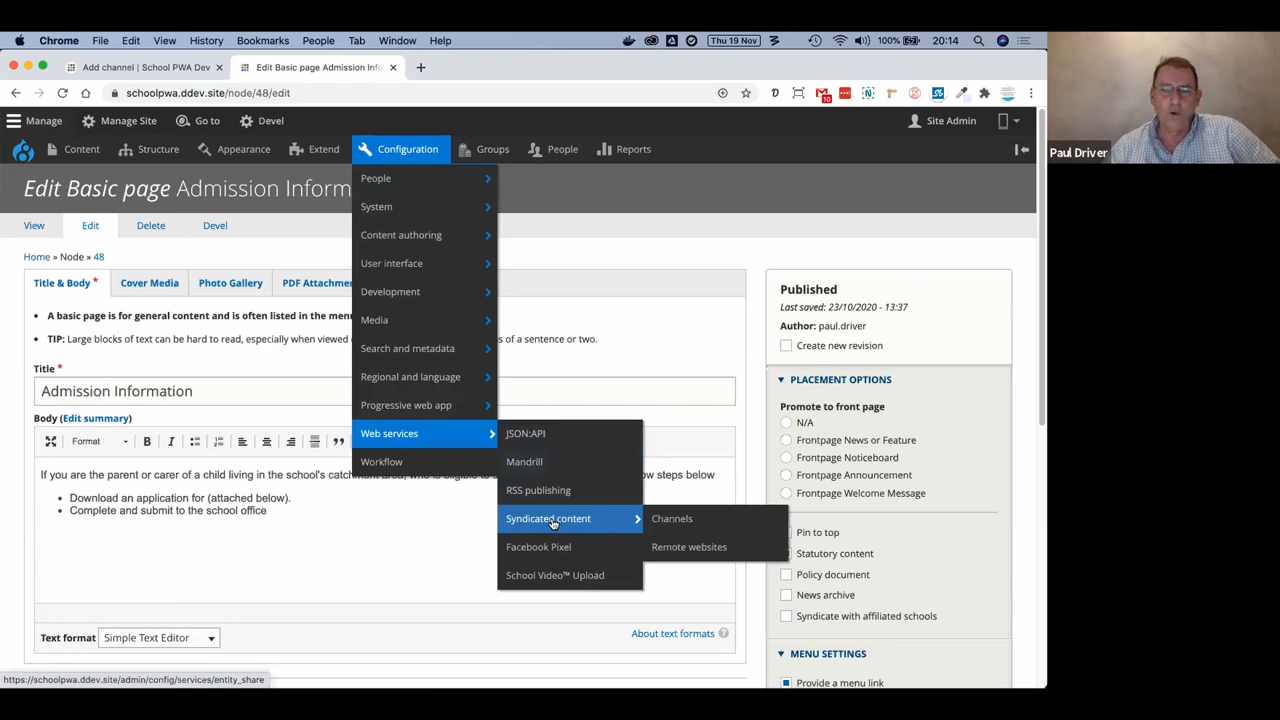 Chrome File Edit View History Bookmarks People Tab Window Help
100% Thu 19 Nov 20:14
Add channel | School PWA Dev
Edit Basic page Admission Info
schoolpwa.ddev.site/node/48/edit
10
Manage Manage Site Go to Devel Site Admin
Content Structure Appearance Extend Configuration Groups People Reports
Paul Driver
Edit Basic page Admission Inform
View Edit Delete Devel
Home » Node » 48
Title & Body * Cover Media Photo Gallery PDF Attachme
A basic page is for general content and is often listed in the menu
TIP: Large blocks of text can be hard to read, especially when viewed
s of a sentence or two.
Title *
Admission Information
Body (Edit summary)
Format B I
If you are the parent or carer of a child living in the school's catchment area, who is eligible to
ow steps below
Download an application for (attached below).
Complete and submit to the school office
Text format Simple Text Editor
About text formats ?
People
System
Content authoring
User interface
Development
Media
Search and metadata
Regional and language
Progressive web app
Web services
Workflow
JSON:API
Mandrill
RSS publishing
Syndicated content
Facebook Pixel
School Video™ Upload
Channels
Remote websites
Published
Last saved: 23/10/2020 - 13:37
Author: paul.driver
Create new revision
PLACEMENT OPTIONS
Promote to front page
N/A
Frontpage News or Feature
Frontpage Noticeboard
Frontpage Announcement
Frontpage Welcome Message
Pin to top
Statutory content
Policy document
News archive
Syndicate with affiliated schools
MENU SETTINGS
Provide a menu link
https://schoolpwa.ddev.site/admin/config/services/entity_share